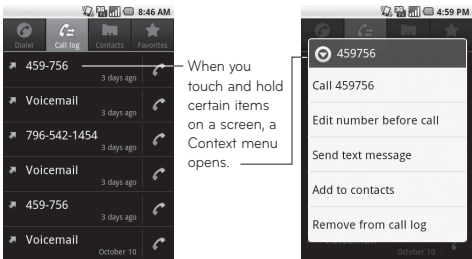 8:46 AM
Dialer Call log Contacts Favorites
459-756
3 days ago
Voicemail
3 days ago
796-542-1454
3 days ago
Voicemail
3 days ago
459-756
3 days ago
Voicemail
October 10
When you
touch and hold
certain items
on a screen, a
Context menu
opens.
4:59 PM
459756
Call 459756
Edit number before call
Send text message
Add to contacts
Remove from call log
October 10